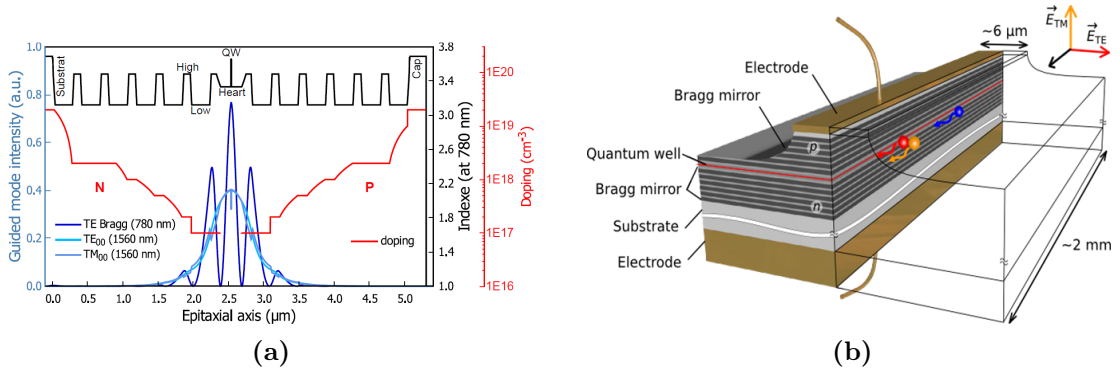 Guided mode intensity (a.u.)
1.0
0.8
0.6
0.4
0.2
0.0
Substrat
High
Low
QW
Heart
Cap
N
P
TE Bragg (780 nm)
TE00 (1560 nm)
TM00 (1560 nm)
doping
0.0 0.5 1.0 1.5 2.0 2.5 3.0 3.5 4.0 4.5 5.0
Epitaxial axis (µm)
3.8
3.4
3.1
2.7
2.2
1.8
1.4
1.0
Indexe (at 780 nm)
1E20
1E19
1E18
1E17
1E16
Doping (cm-3)
(a)
Electrode
Bragg mirror
Quantum well
Bragg mirror
Substrate
Electrode
p
n
~6 µm
~2 mm
ETM
ETE
(b)